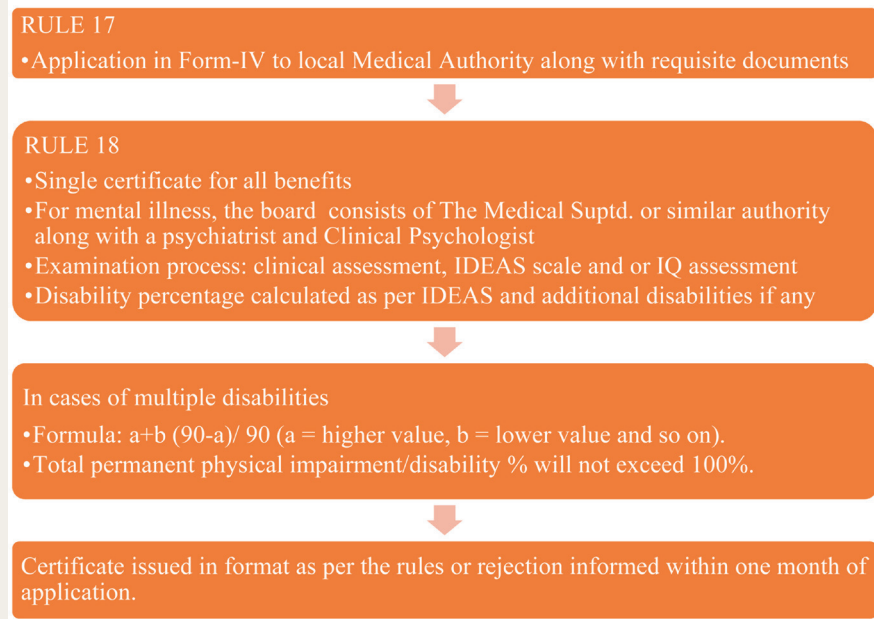 RULE 17
•Application in Form-IV to local Medical Authority along with requisite documents
RULE 18
•Single certificate for all benefits
•For mental illness, the board consists of The Medical Suptd. or similar authority
along with a psychiatrist and Clinical Psychologist
•Examination process: clinical assessment, IDEAS scale and or IQ assessment
•Disability percentage calculated as per IDEAS and additional disabilities if any
In cases of multiple disabilities
•Formula: a+b (90-a)/ 90 (a = higher value, b = lower value and so on).
•Total permanent physical impairment/disability % will not exceed 100%.
Certificate issued in format as per the rules or rejection informed within one month of
application.